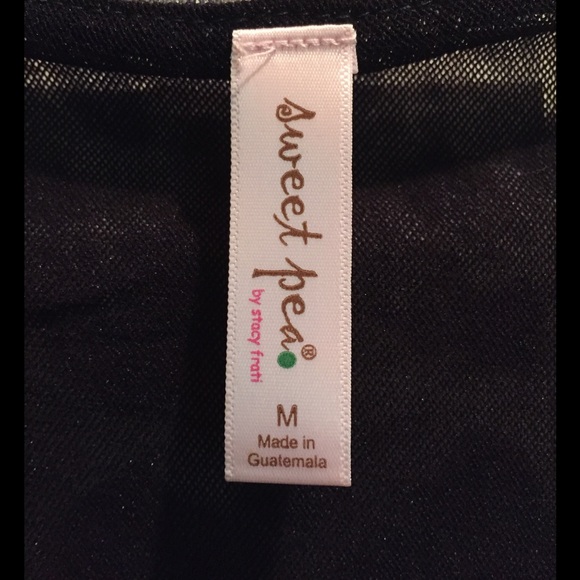 sweet pea®
by stacy frati
M
Made in
Guatemala